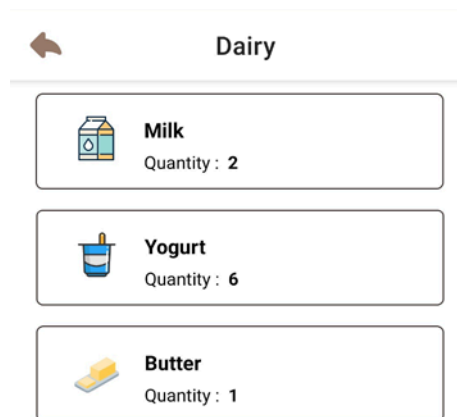 Dairy
Milk
Quantity : 2
Yogurt
Quantity : 6
Butter
Quantity : 1